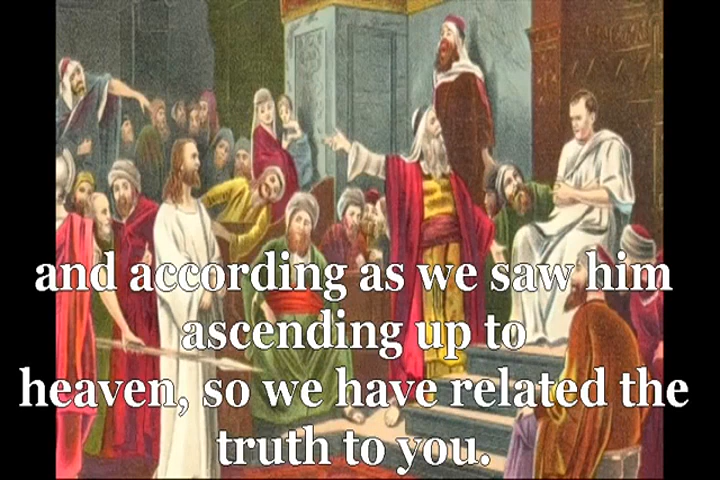 and according as we saw him
ascending up to
heaven, so we have related the
truth to you.